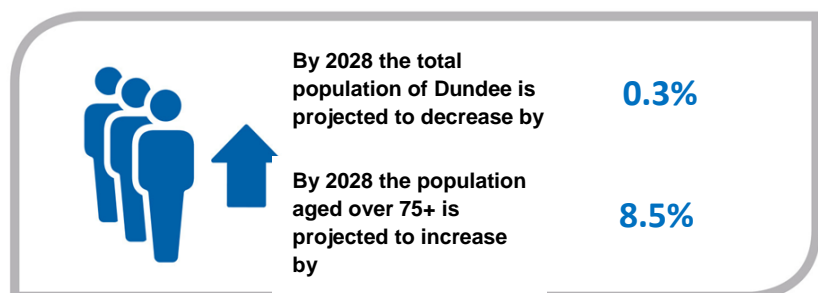 By 2028 the total
population of Dundee is
projected to decrease by
0.3%
By 2028 the population
aged over 75+ is
projected to increase
by
8.5%